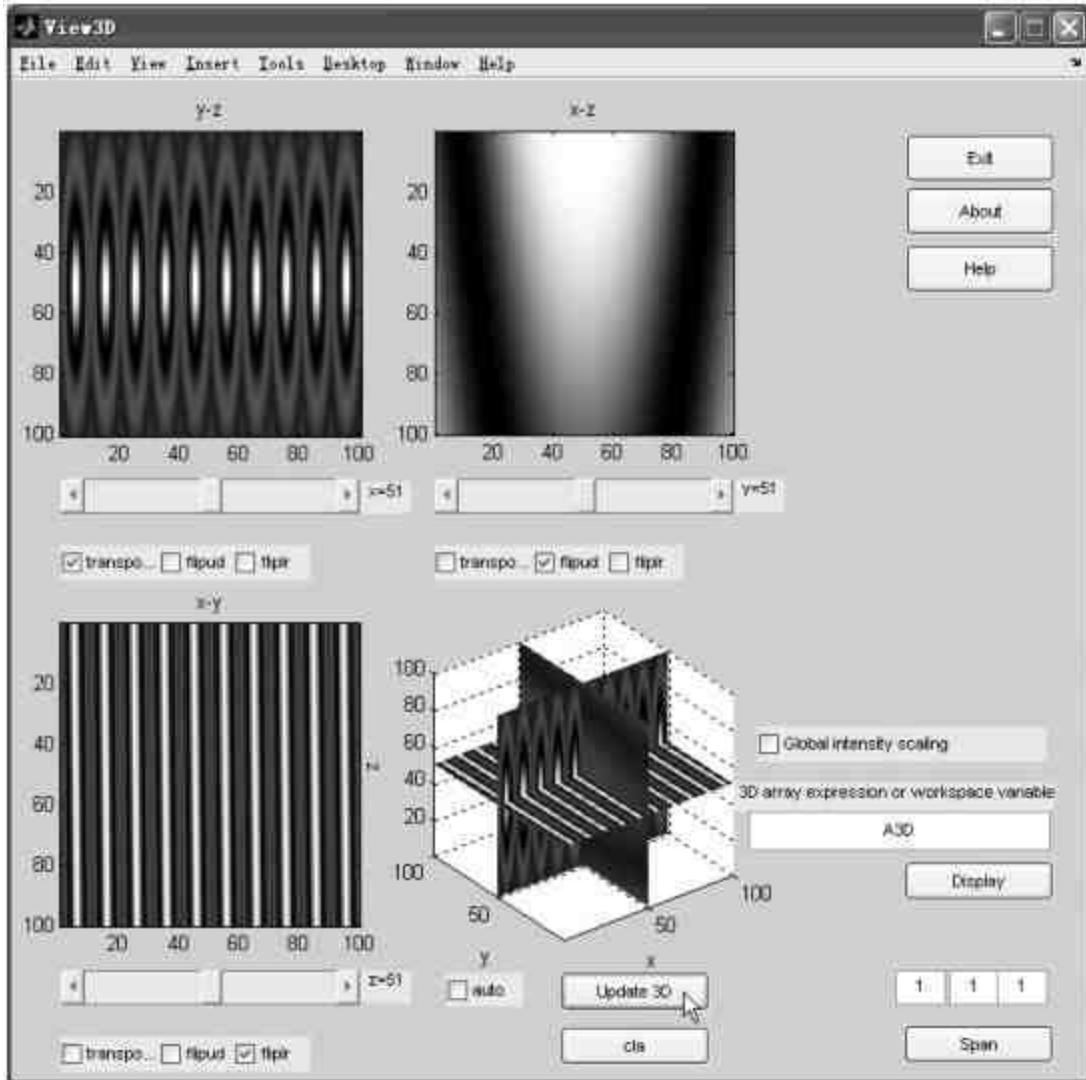 View3D
File Edit View Insert Tools Desktop Window Help
y-z
x-z
20
40
60
80
100
20 40 60 80 100
20
40
60
80
100
20 40 60 80 100
Exit
About
Help
x=51
y=51
transpo... flipud fliplr
transpo... flipud fliplr
x-y
20
40
60
80
100
20 40 60 80 100
z
100
80
60
40
20
100
50
y
50
100
x
Global intensity scaling
3D array expression or workspace variable
A3D
Display
z=51
auto
Update 3D
1 1 1
cla
Span
transpo... flipud fliplr